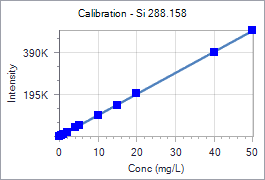 Calibration - Si 288.158
390K
195K
Intensity
0
10
20
30
40
50
Conc (mg/L)